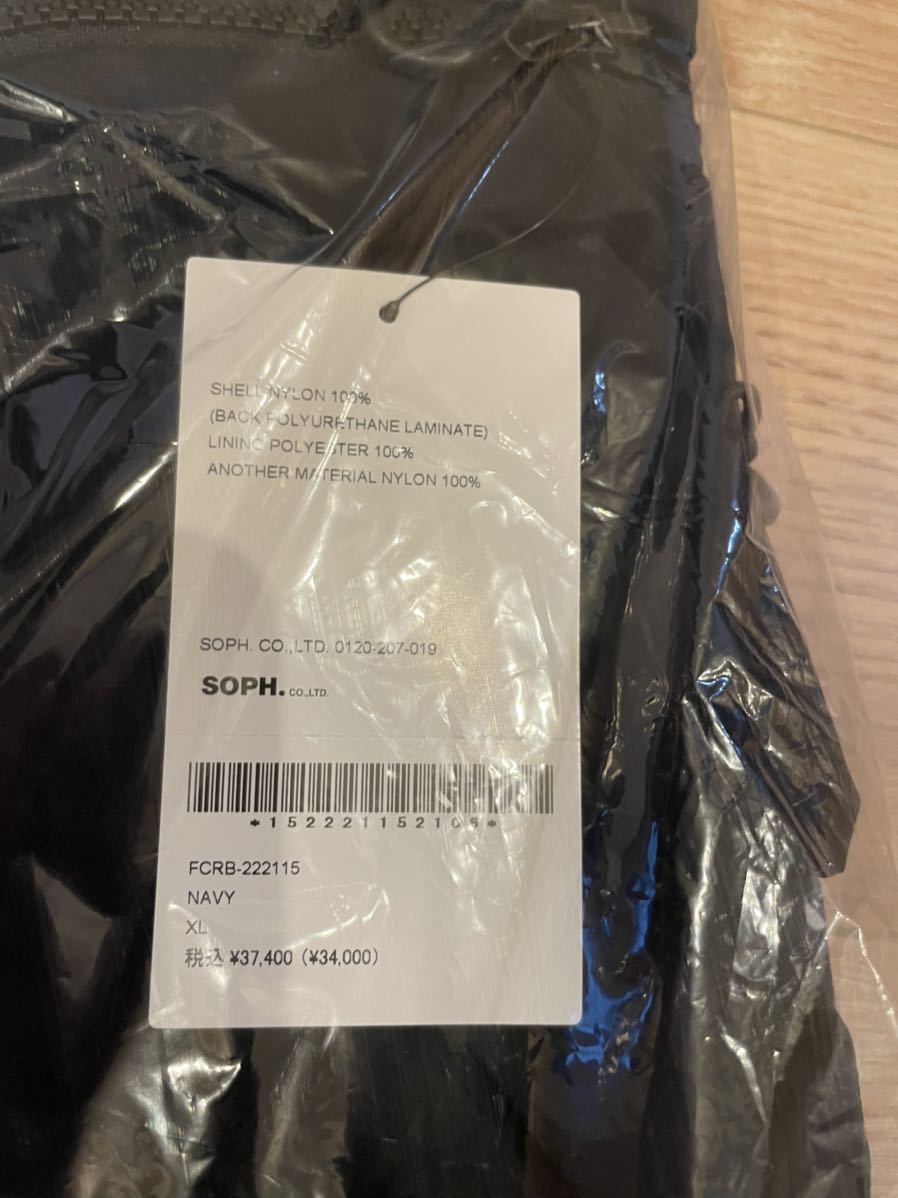 SHELL NYLON 100%
(BACK POLYURETHANE LAMINATE)
LINING POLYESTER 100%
ANOTHER MATERIAL NYLON 100%
SOPH. CO.,LTD. 0120-207-019
SOPH. CO.,LTD.
*152221152106*
FCRB-222115
NAVY
XL
税込 ¥37,400 (¥34,000)